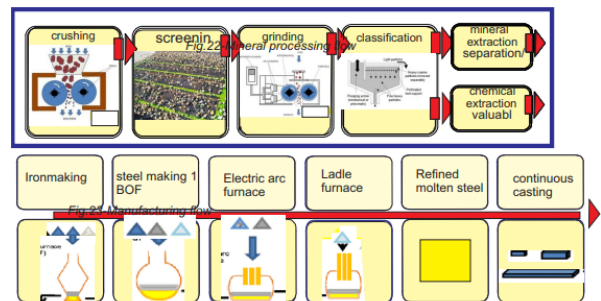 crushing
screenin
grinding
classification
mineral
extraction
separation/
Fig.22-Mineral processing flow
chemical
extraction
valuabl
Ironmaking
steel making 1
BOF
Electric arc
furnace
Ladle
furnace
Refined
molten steel
continuous
casting
Fig.23-Manufacturing flow